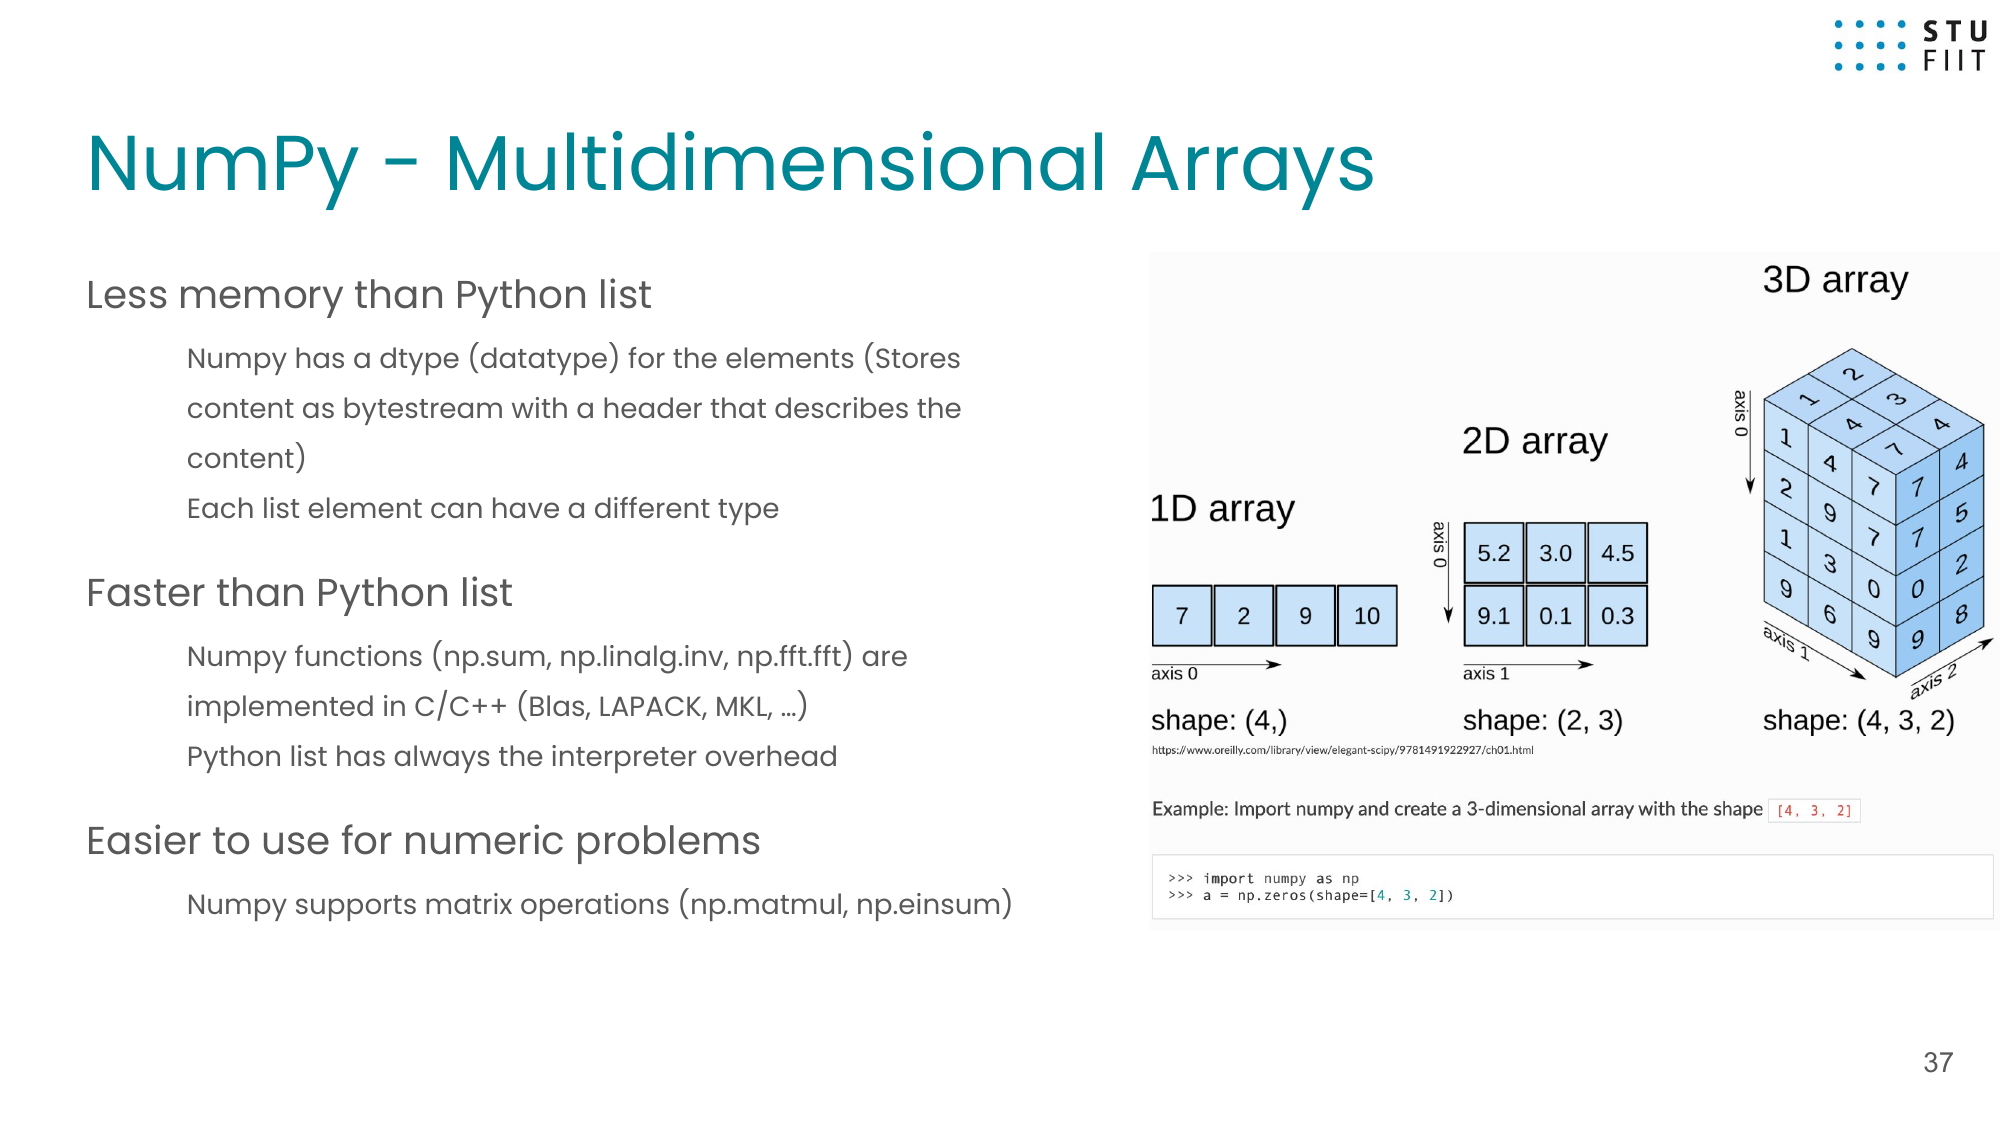 STU
FIIT
NumPy - Multidimensional Arrays
Less memory than Python list
Numpy has a dtype (datatype) for the elements (Stores
content as bytestream with a header that describes the
content)
Each list element can have a different type
Faster than Python list
Numpy functions (np.sum, np.linalg.inv, np.fft.fft) are
implemented in C/C++ (Blas, LAPACK, MKL, ...)
Python list has always the interpreter overhead
Easier to use for numeric problems
Numpy supports matrix operations (np.matmul, np.einsum)
1D array
7 2 9 10
axis 0
shape: (4,)
2D array
axis 0
5.2 3.0 4.5
9.1 0.1 0.3
axis 1
shape: (2, 3)
3D array
axis 0
1 2
4 3
7 4
1 4 7
2 9 7
1 3 0
9 6 9
7 4
7 5
0 2
9 8
axis 1
axis 2
shape: (4, 3, 2)
https://www.oreilly.com/library/view/elegant-scipy/9781491922927/ch01.html
Example: Import numpy and create a 3-dimensional array with the shape [4, 3, 2]
>>> import numpy as np
>>> a = np.zeros(shape=[4, 3, 2])
37